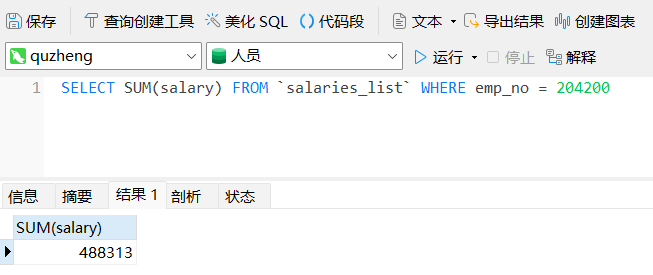 保存 查询创建工具 美化 SQL 代码段 文本 导出结果 创建图表
quzheng 人员 运行 停止 解释
1 SELECT SUM(salary) FROM `salaries_list` WHERE emp_no = 204200
信息 摘要 结果 1 剖析 状态
SUM(salary)
488313